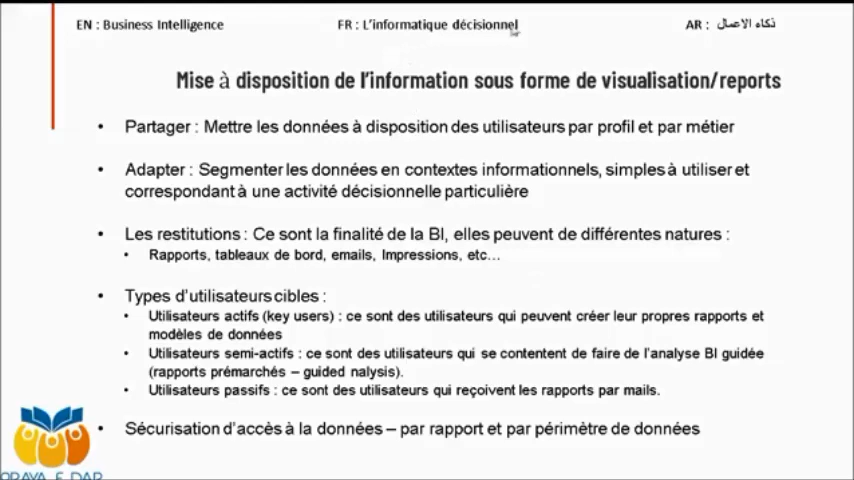 EN : Business Intelligence
FR : L’informatique décisionnel
AR : ذكاء الاعمال
Mise à disposition de l’information sous forme de visualisation/reports
• Partager : Mettre les données à disposition des utilisateurs par profil et par métier
• Adapter : Segmenter les données en contextes informationnels, simples à utiliser et
correspondant à une activité décisionnelle particulière
• Les restitutions : Ce sont la finalité de la BI, elles peuvent de différentes natures :
• Rapports, tableaux de bord, emails, Impressions, etc…
• Types d’utilisateurs cibles :
• Utilisateurs actifs (key users) : ce sont des utilisateurs qui peuvent créer leur propres rapports et
modèles de données
• Utilisateurs semi-actifs : ce sont des utilisateurs qui se contentent de faire de l’analyse BI guidée
(rapports prémarchés – guided nalysis).
• Utilisateurs passifs : ce sont des utilisateurs qui reçoivent les rapports par mails.
• Sécurisation d’accès à la données – par rapport et par périmètre de données